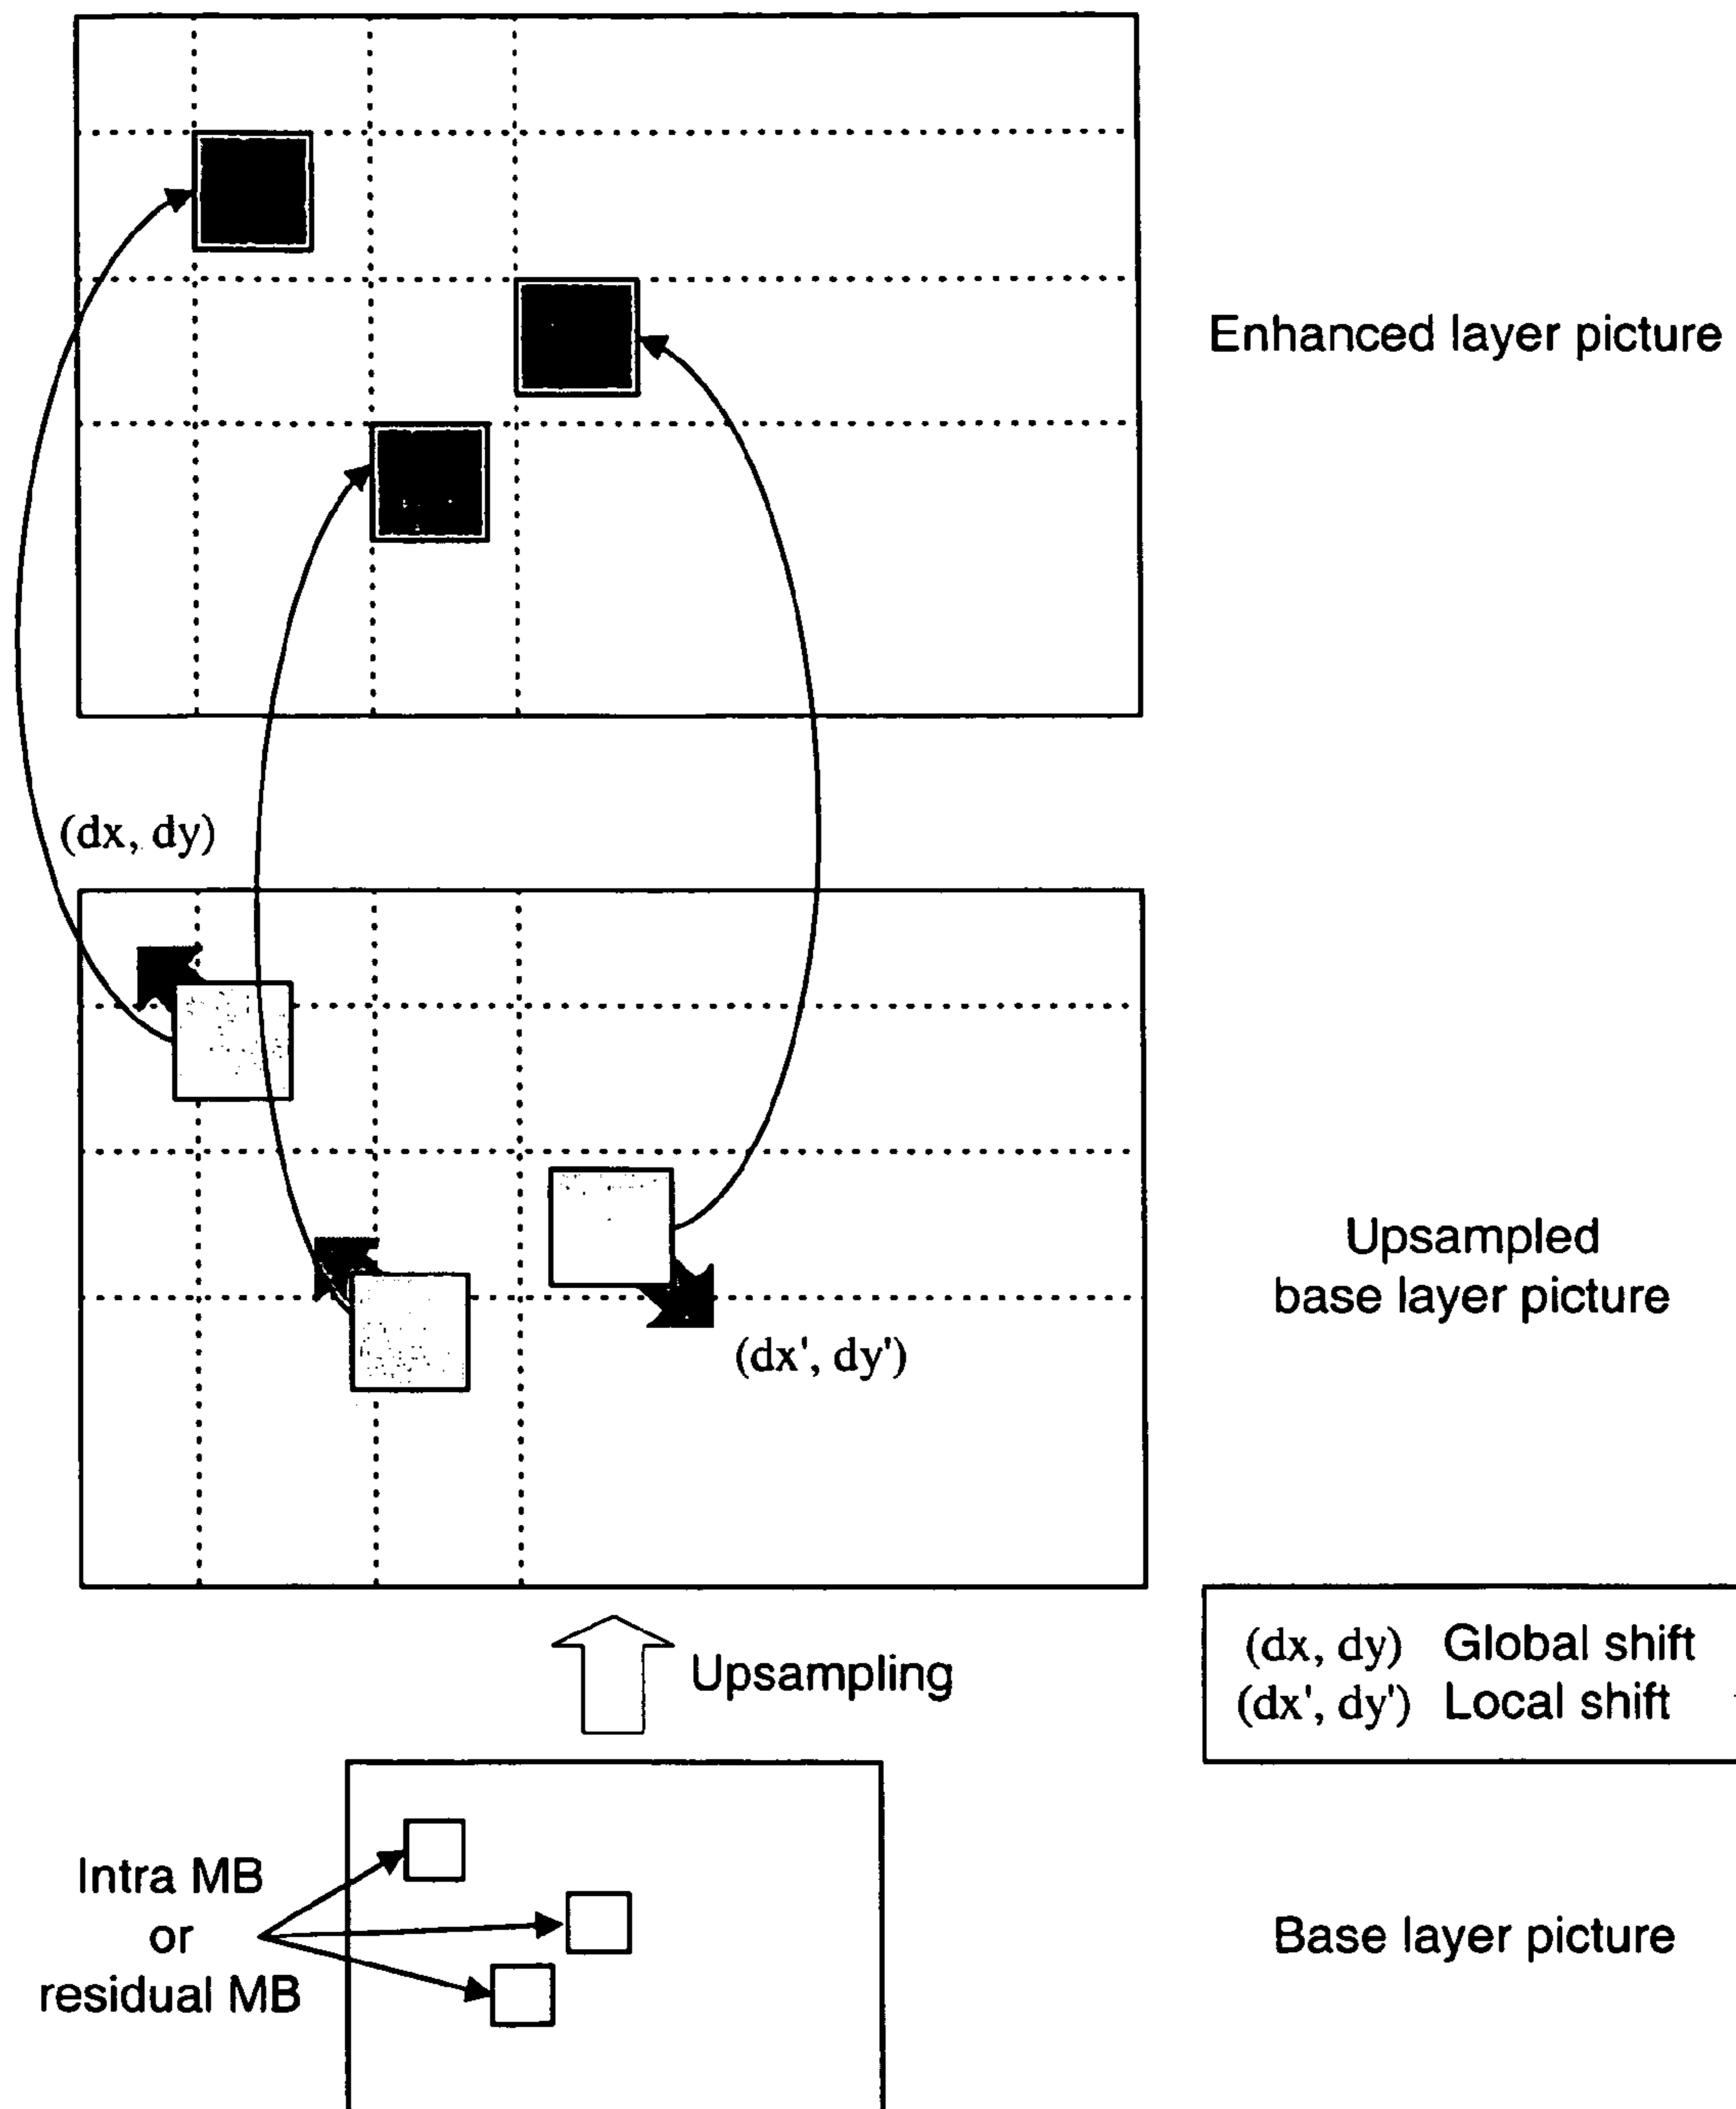 Enhanced layer picture
(dx, dy)
Upsampled
base layer picture
(dx', dy')
Upsampling
(dx, dy) Global shift
(dx', dy') Local shift
Intra MB
or
residual MB
Base layer picture